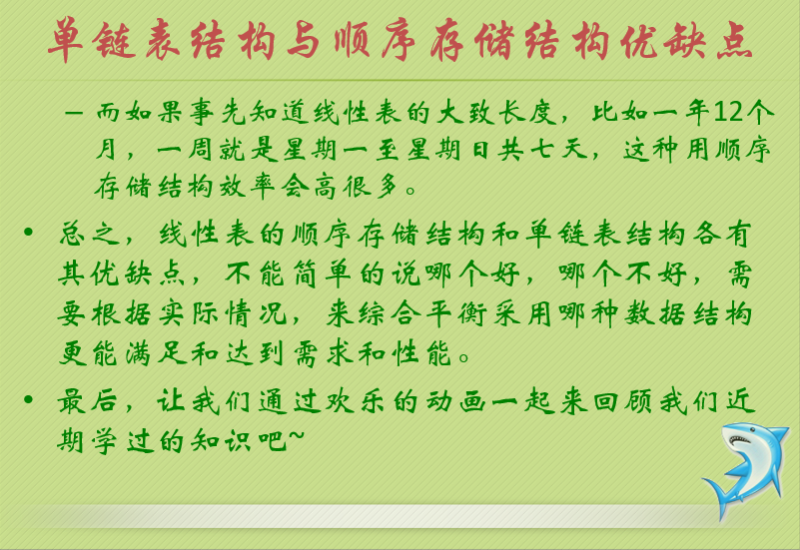 单链表结构与顺序存储结构优缺点
– 而如果事先知道线性表的大致长度，比如一年12个
月，一周就是星期一至星期日共七天，这种用顺序
存储结构效率会高很多。
• 总之，线性表的顺序存储结构和单链表结构各有
其优缺点，不能简单的说哪个好，哪个不好，需
要根据实际情况，来综合平衡采用哪种数据结构
更能满足和达到需求和性能。
• 最后，让我们通过欢乐的动画一起来回顾我们近
期学过的知识吧~